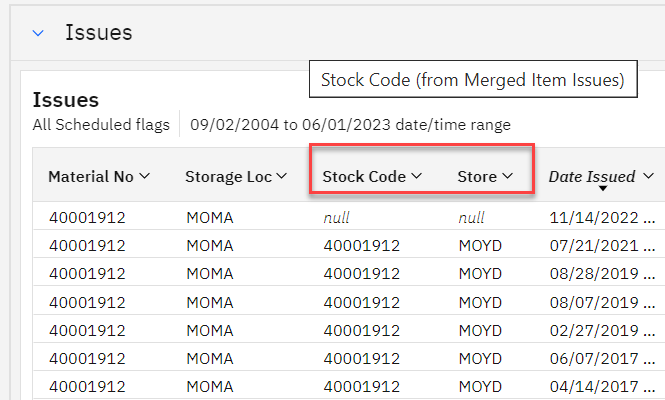 Issues
Stock Code (from Merged Item Issues)
Issues
All Scheduled flags 09/02/2004 to 06/01/2023 date/time range
Material No Storage Loc Stock Code Store Date Issued
40001912 MOMA null null 11/14/2022 ...
40001912 MOMA 40001912 MOYD 07/21/2021 ...
40001912 MOMA 40001912 MOYD 08/28/2019 ...
40001912 MOMA 40001912 MOYD 08/07/2019 ...
40001912 MOMA 40001912 MOYD 02/27/2019 ...
40001912 MOMA 40001912 MOYD 06/07/2017 ...
40001912 MOMA 40001912 MOYD 04/14/2017 ...